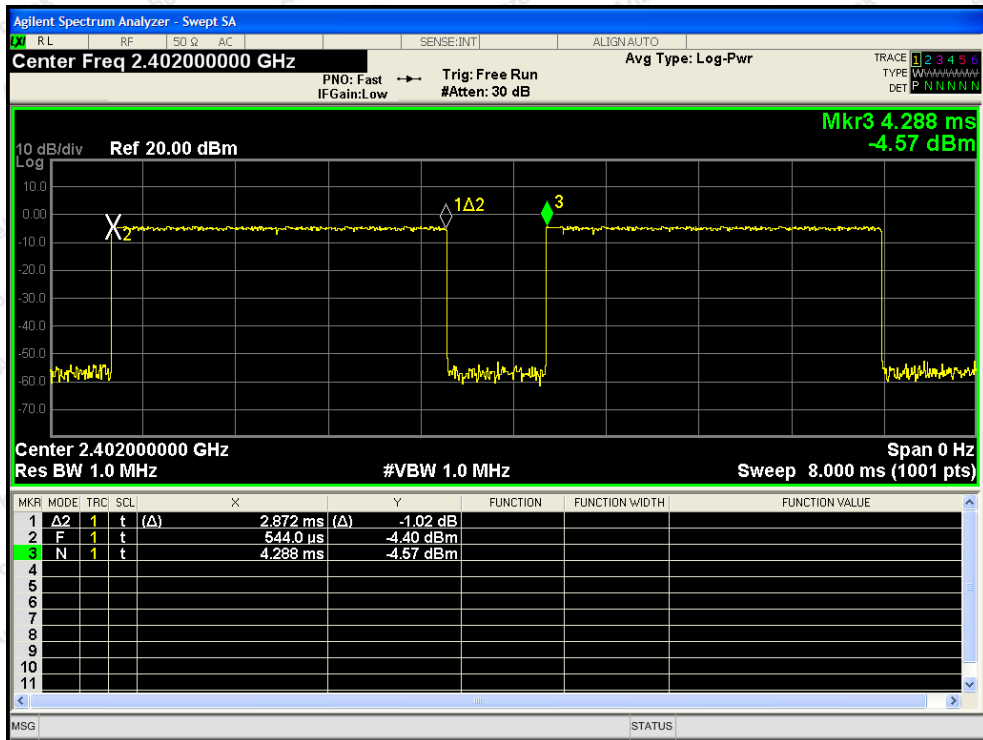 Agilent Spectrum Analyzer - Swept SA
LXI RL RF 50 Ω AC SENSE:INT ALIGNAUTO
Center Freq 2.402000000 GHz
Avg Type: Log-Pwr
PNO: Fast
IFGain:Low
Trig: Free Run
#Atten: 30 dB
TRACE 1 2 3 4 5 6
TYPE WWWWWW
DET P N N N N N
Mkr3 4.288 ms
-4.57 dBm
10 dB/div Ref 20.00 dBm
Log
10.0
0.00
-10.0
-20.0
-30.0
-40.0
-50.0
-60.0
-70.0
2
1Δ2
3
Center 2.402000000 GHz Span 0 Hz
Res BW 1.0 MHz #VBW 1.0 MHz Sweep 8.000 ms (1001 pts)
MKR MODE TRC SCL X Y FUNCTION FUNCTION WIDTH FUNCTION VALUE
1 Δ2 1 t (Δ) 2.872 ms (Δ) -1.02 dB
2 F 1 t 544.0 µs -4.40 dBm
3 N 1 t 4.288 ms -4.57 dBm
4
5
6
7
8
9
10
11
MSG STATUS